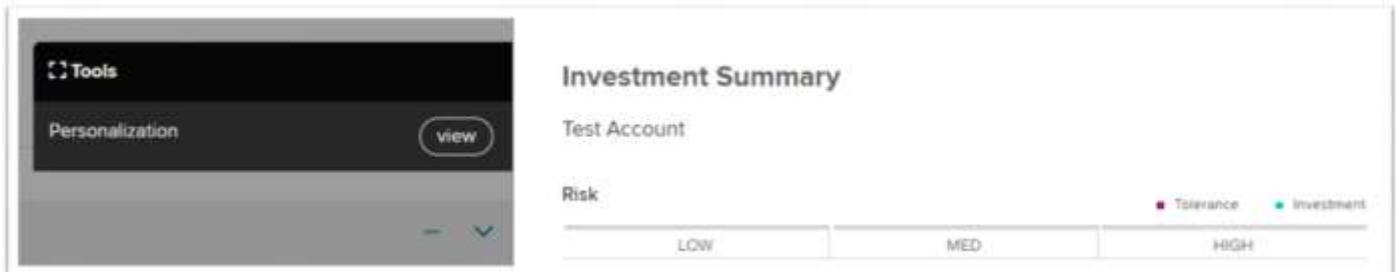 Tools
Personalization
view
Investment Summary
Test Account
Risk
Tolerance
Investment
LOW
MED
HIGH